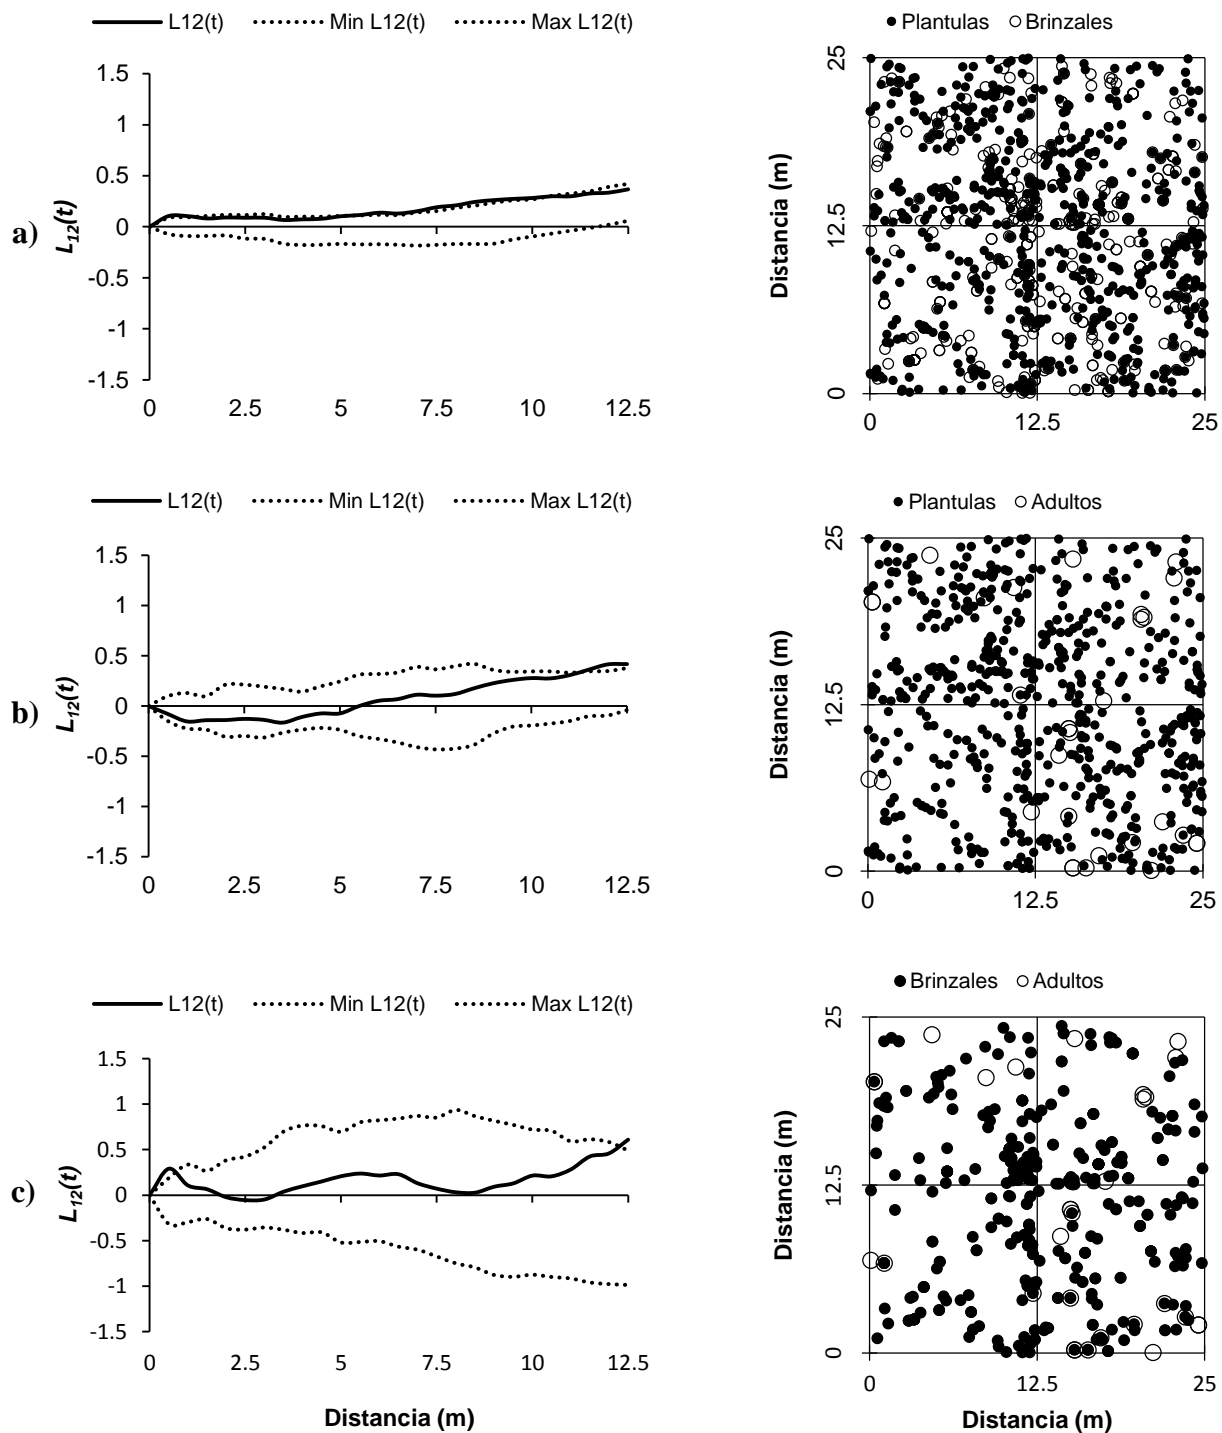 L12(t) Min L12(t) Max L12(t)
1.5
1
0.5
0
-0.5
-1
-1.5
0 2.5 5 7.5 10 12.5
L12(t)
a)
Plantulas Brinzales
25
12.5
0
Distancia (m)
0 12.5 25
L12(t) Min L12(t) Max L12(t)
1.5
1
0.5
0
-0.5
-1
-1.5
0 2.5 5 7.5 10 12.5
L12(t)
b)
Plantulas Adultos
25
12.5
0
Distancia (m)
0 12.5 25
L12(t) Min L12(t) Max L12(t)
1.5
1
0.5
0
-0.5
-1
-1.5
0 2.5 5 7.5 10 12.5
L12(t)
c)
Distancia (m)
Brinzales Adultos
25
12.5
0
Distancia (m)
0 12.5 25
Distancia (m)